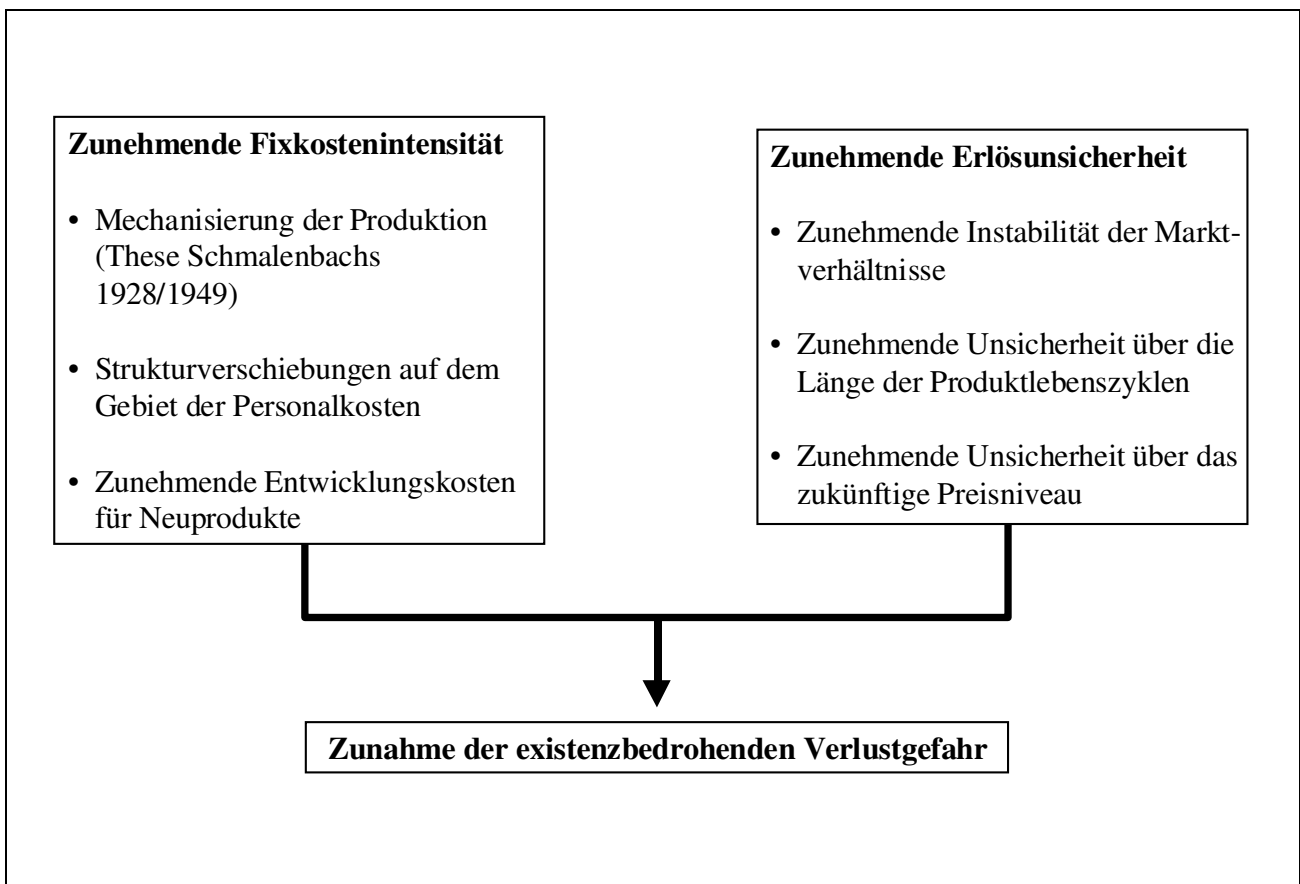 Zunehmende Fixkostenintensität
• Mechanisierung der Produktion
(These Schmalenbachs
1928/1949)
• Strukturverschiebungen auf dem
Gebiet der Personalkosten
• Zunehmende Entwicklungskosten
für Neuprodukte
Zunehmende Erlösunsicherheit
• Zunehmende Instabilität der Markt-
verhältnisse
• Zunehmende Unsicherheit über die
Länge der Produktlebenszyklen
• Zunehmende Unsicherheit über das
zukünftige Preisniveau
Zunahme der existenzbedrohenden Verlustgefahr